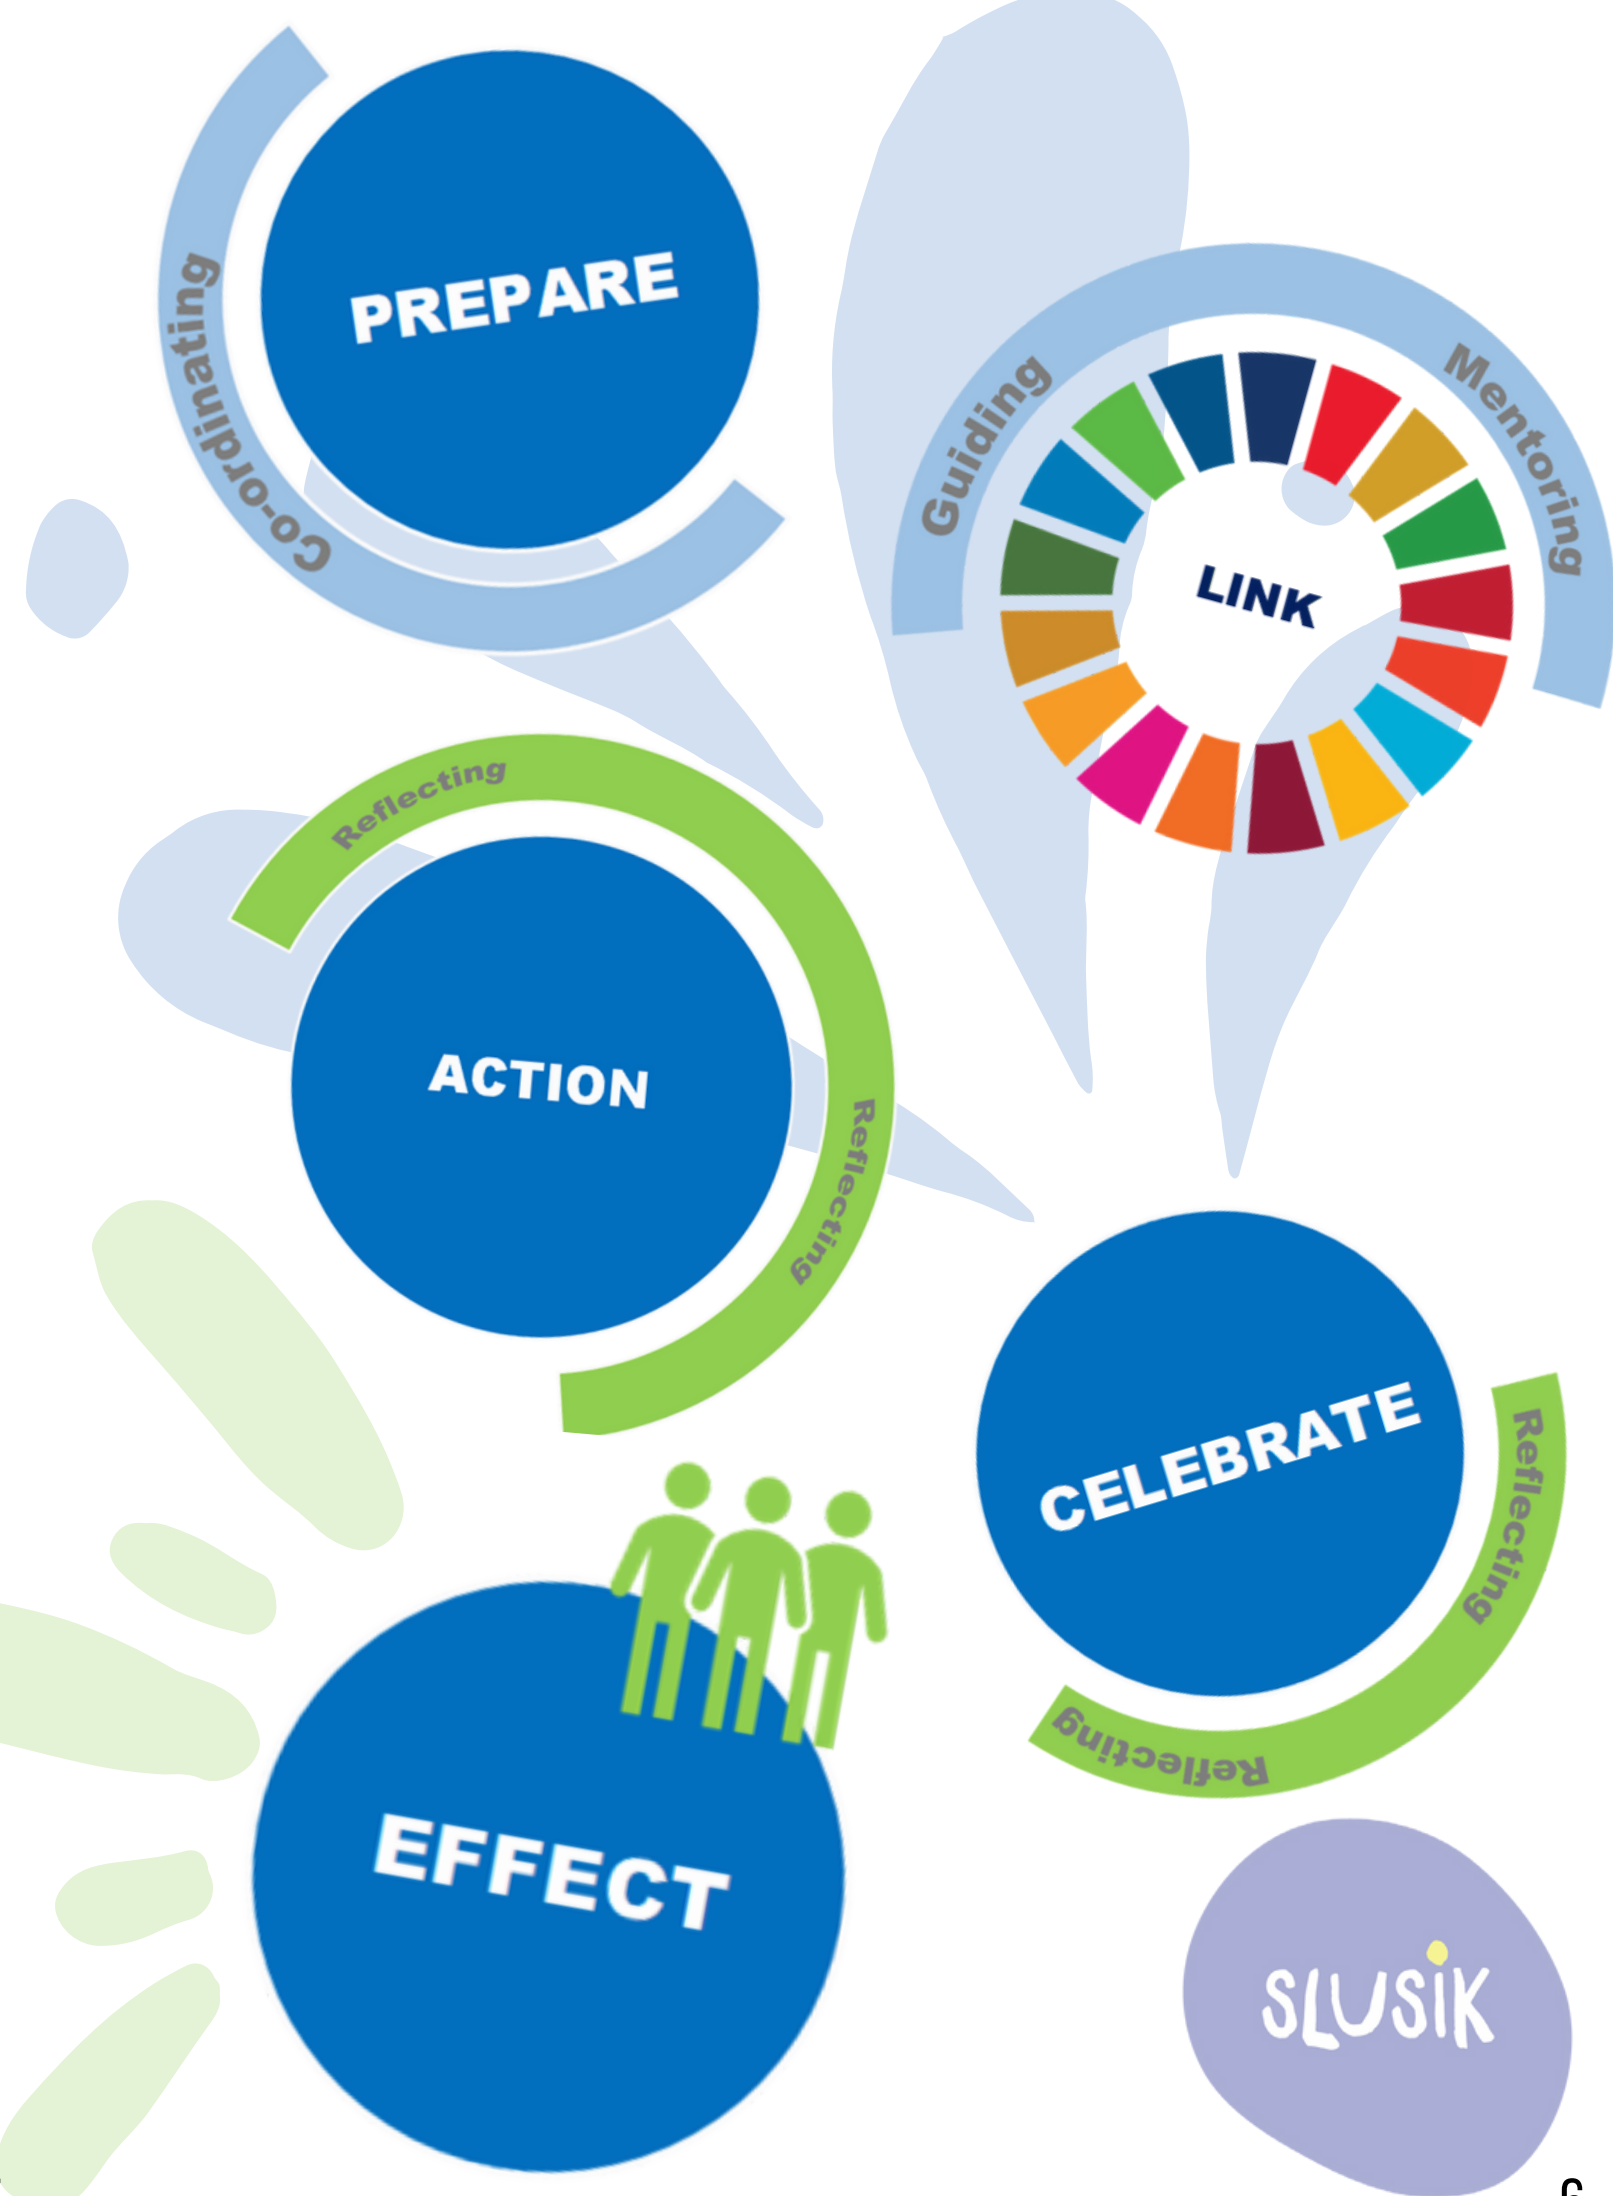 PREPARE
Co-ordinating
Guiding
Mentoring
LINK
Reflecting
ACTION
Reflecting
CELEBRATE
Reflecting
Reflecting
EFFECT
SLUSiK